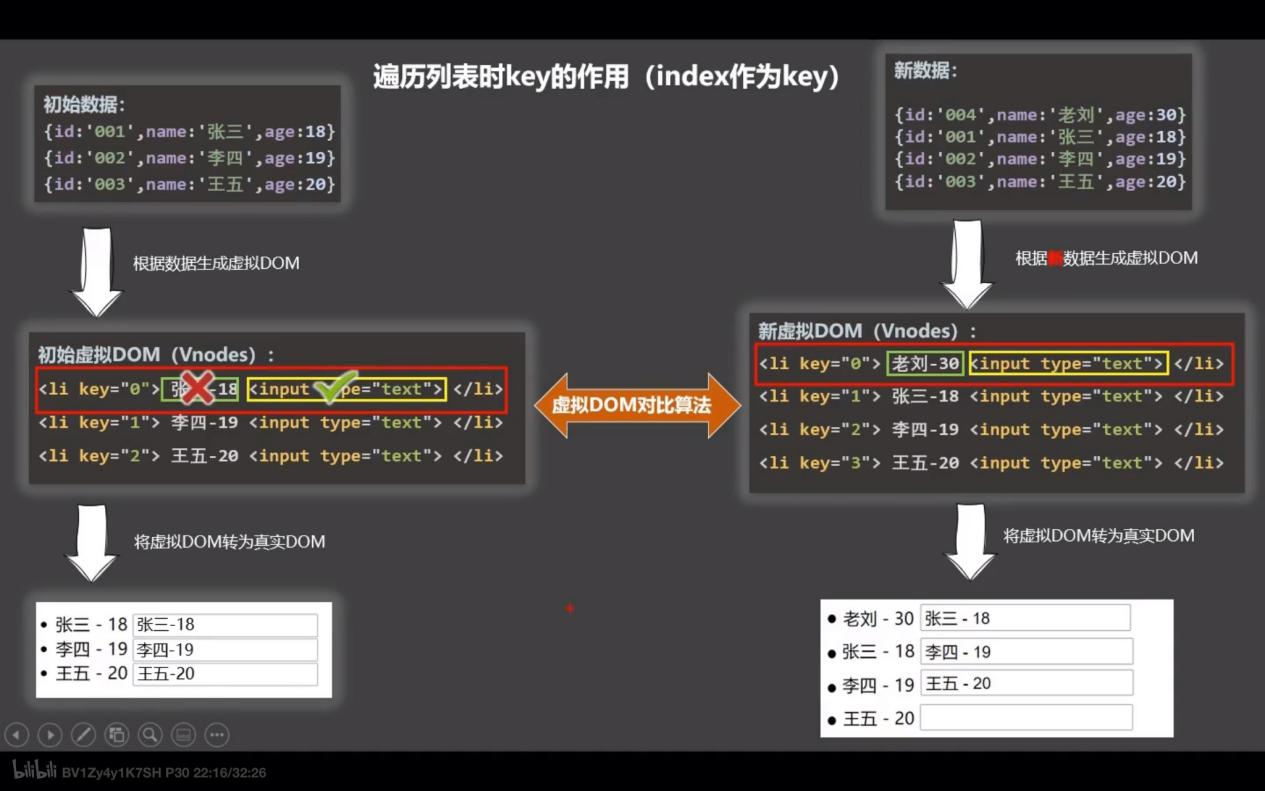 遍历列表时key的作用（index作为key）
初始数据：
{id:'001',name:'张三',age:18}
{id:'002',name:'李四',age:19}
{id:'003',name:'王五',age:20}
根据数据生成虚拟DOM
初始虚拟DOM（Vnodes）：
<li key="0"> 张-18 <input type="text"> </li>
<li key="1"> 李四-19 <input type="text"> </li>
<li key="2"> 王五-20 <input type="text"> </li>
将虚拟DOM转为真实DOM
张三 - 18 张三-18
李四 - 19 李四-19
王五 - 20 王五-20
虚拟DOM对比算法
新数据：
{id:'004',name:'老刘',age:30}
{id:'001',name:'张三',age:18}
{id:'002',name:'李四',age:19}
{id:'003',name:'王五',age:20}
根据新数据生成虚拟DOM
新虚拟DOM（Vnodes）：
<li key="0"> 老刘-30 <input type="text"> </li>
<li key="1"> 张三-18 <input type="text"> </li>
<li key="2"> 李四-19 <input type="text"> </li>
<li key="3"> 王五-20 <input type="text"> </li>
将虚拟DOM转为真实DOM
老刘 - 30 张三 - 18
张三 - 18 李四 - 19
李四 - 19 王五 - 20
王五 - 20
bilibili BV1Zy4y1K7SH P30 22:16/32:26